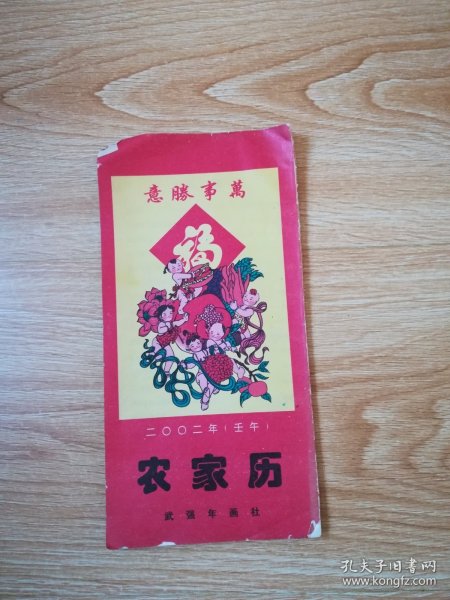 意勝事萬
福
二〇〇二年(壬午)
农家历
武强年画社
孔夫子旧书网
www.kongfz.com